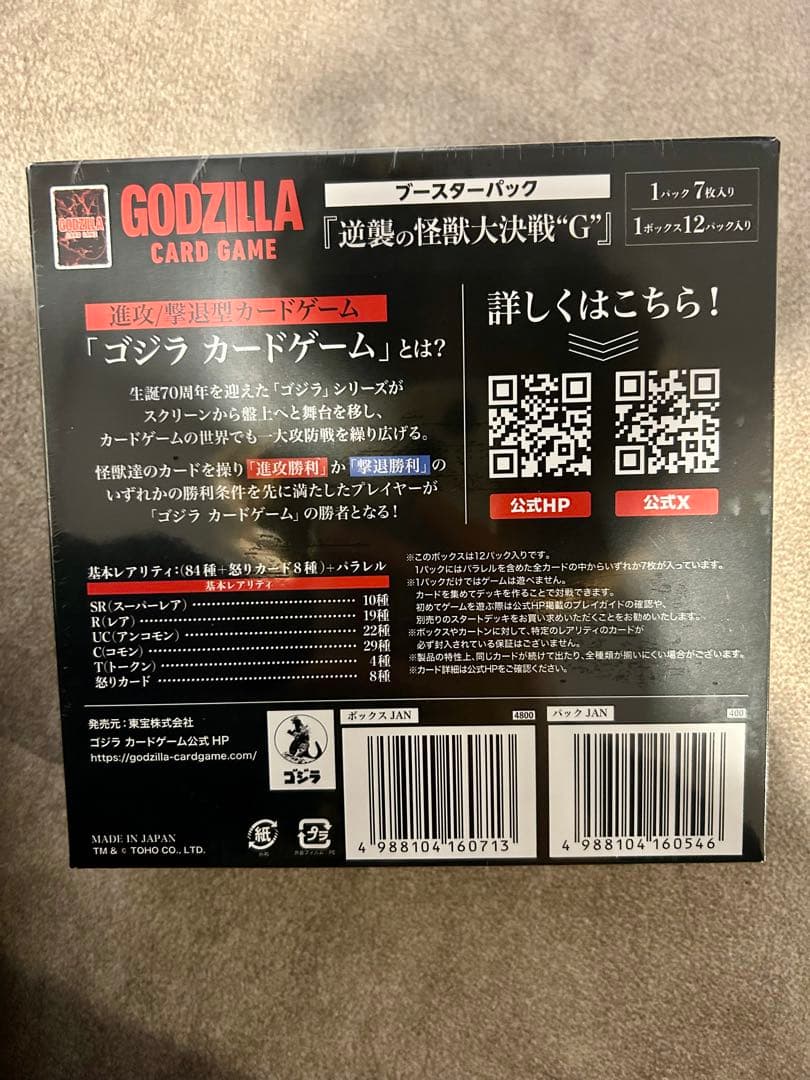 GODZILLA
CARD GAME
GODZILLA
CARD GAME
ブースターパック
『逆襲の怪獣大決戦“G”』
1パック 7枚入り
1ボックス12パック入り
進攻/撃退型カードゲーム
「ゴジラ カードゲーム」とは?
生誕70周年を迎えた「ゴジラ」シリーズが
スクリーンから盤上へと舞台を移し、
カードゲームの世界でも一大攻防戦を繰り広げる。
怪獣達のカードを操り「進攻勝利」か「撃退勝利」の
いずれかの勝利条件を先に満たしたプレイヤーが
「ゴジラ カードゲーム」の勝者となる!
詳しくはこちら!
公式HP
公式X
基本レアリティ:(84種+怒りカード8種)+パラレル
基本レアリティ
SR(スーパーレア) 10種
R(レア) 19種
UC(アンコモン) 22種
C(コモン) 29種
T(トークン) 4種
怒りカード 8種
※このボックスは12パック入りです。
1パックにはパラレルを含めた全カードの中からいずれか7枚が入っています。
※1パックだけではゲームは遊べません。
カードを集めてデッキを作ることで対戦できます。
初めてゲームを遊ぶ際は公式HP掲載のプレイガイドの確認や、
別売りのスタートデッキをお買い求めいただくことをお勧めいたします。
※ボックスやカートンに対して、特定のレアリティのカードが
必ず封入されている保証はございません。
※製品の特性上、同じカードが続けて出たり、全種類が揃いにくい場合がございます。
※カード詳細は公式HPをご確認ください。
発売元:東宝株式会社
ゴジラ カードゲーム公式 HP
https://godzilla-cardgame.com/
ゴジラ
ボックス JAN
4800
4 988104 160713
パック JAN
400
4 988104 160546
MADE IN JAPAN
TM & © TOHO CO., LTD.
紙
プラ